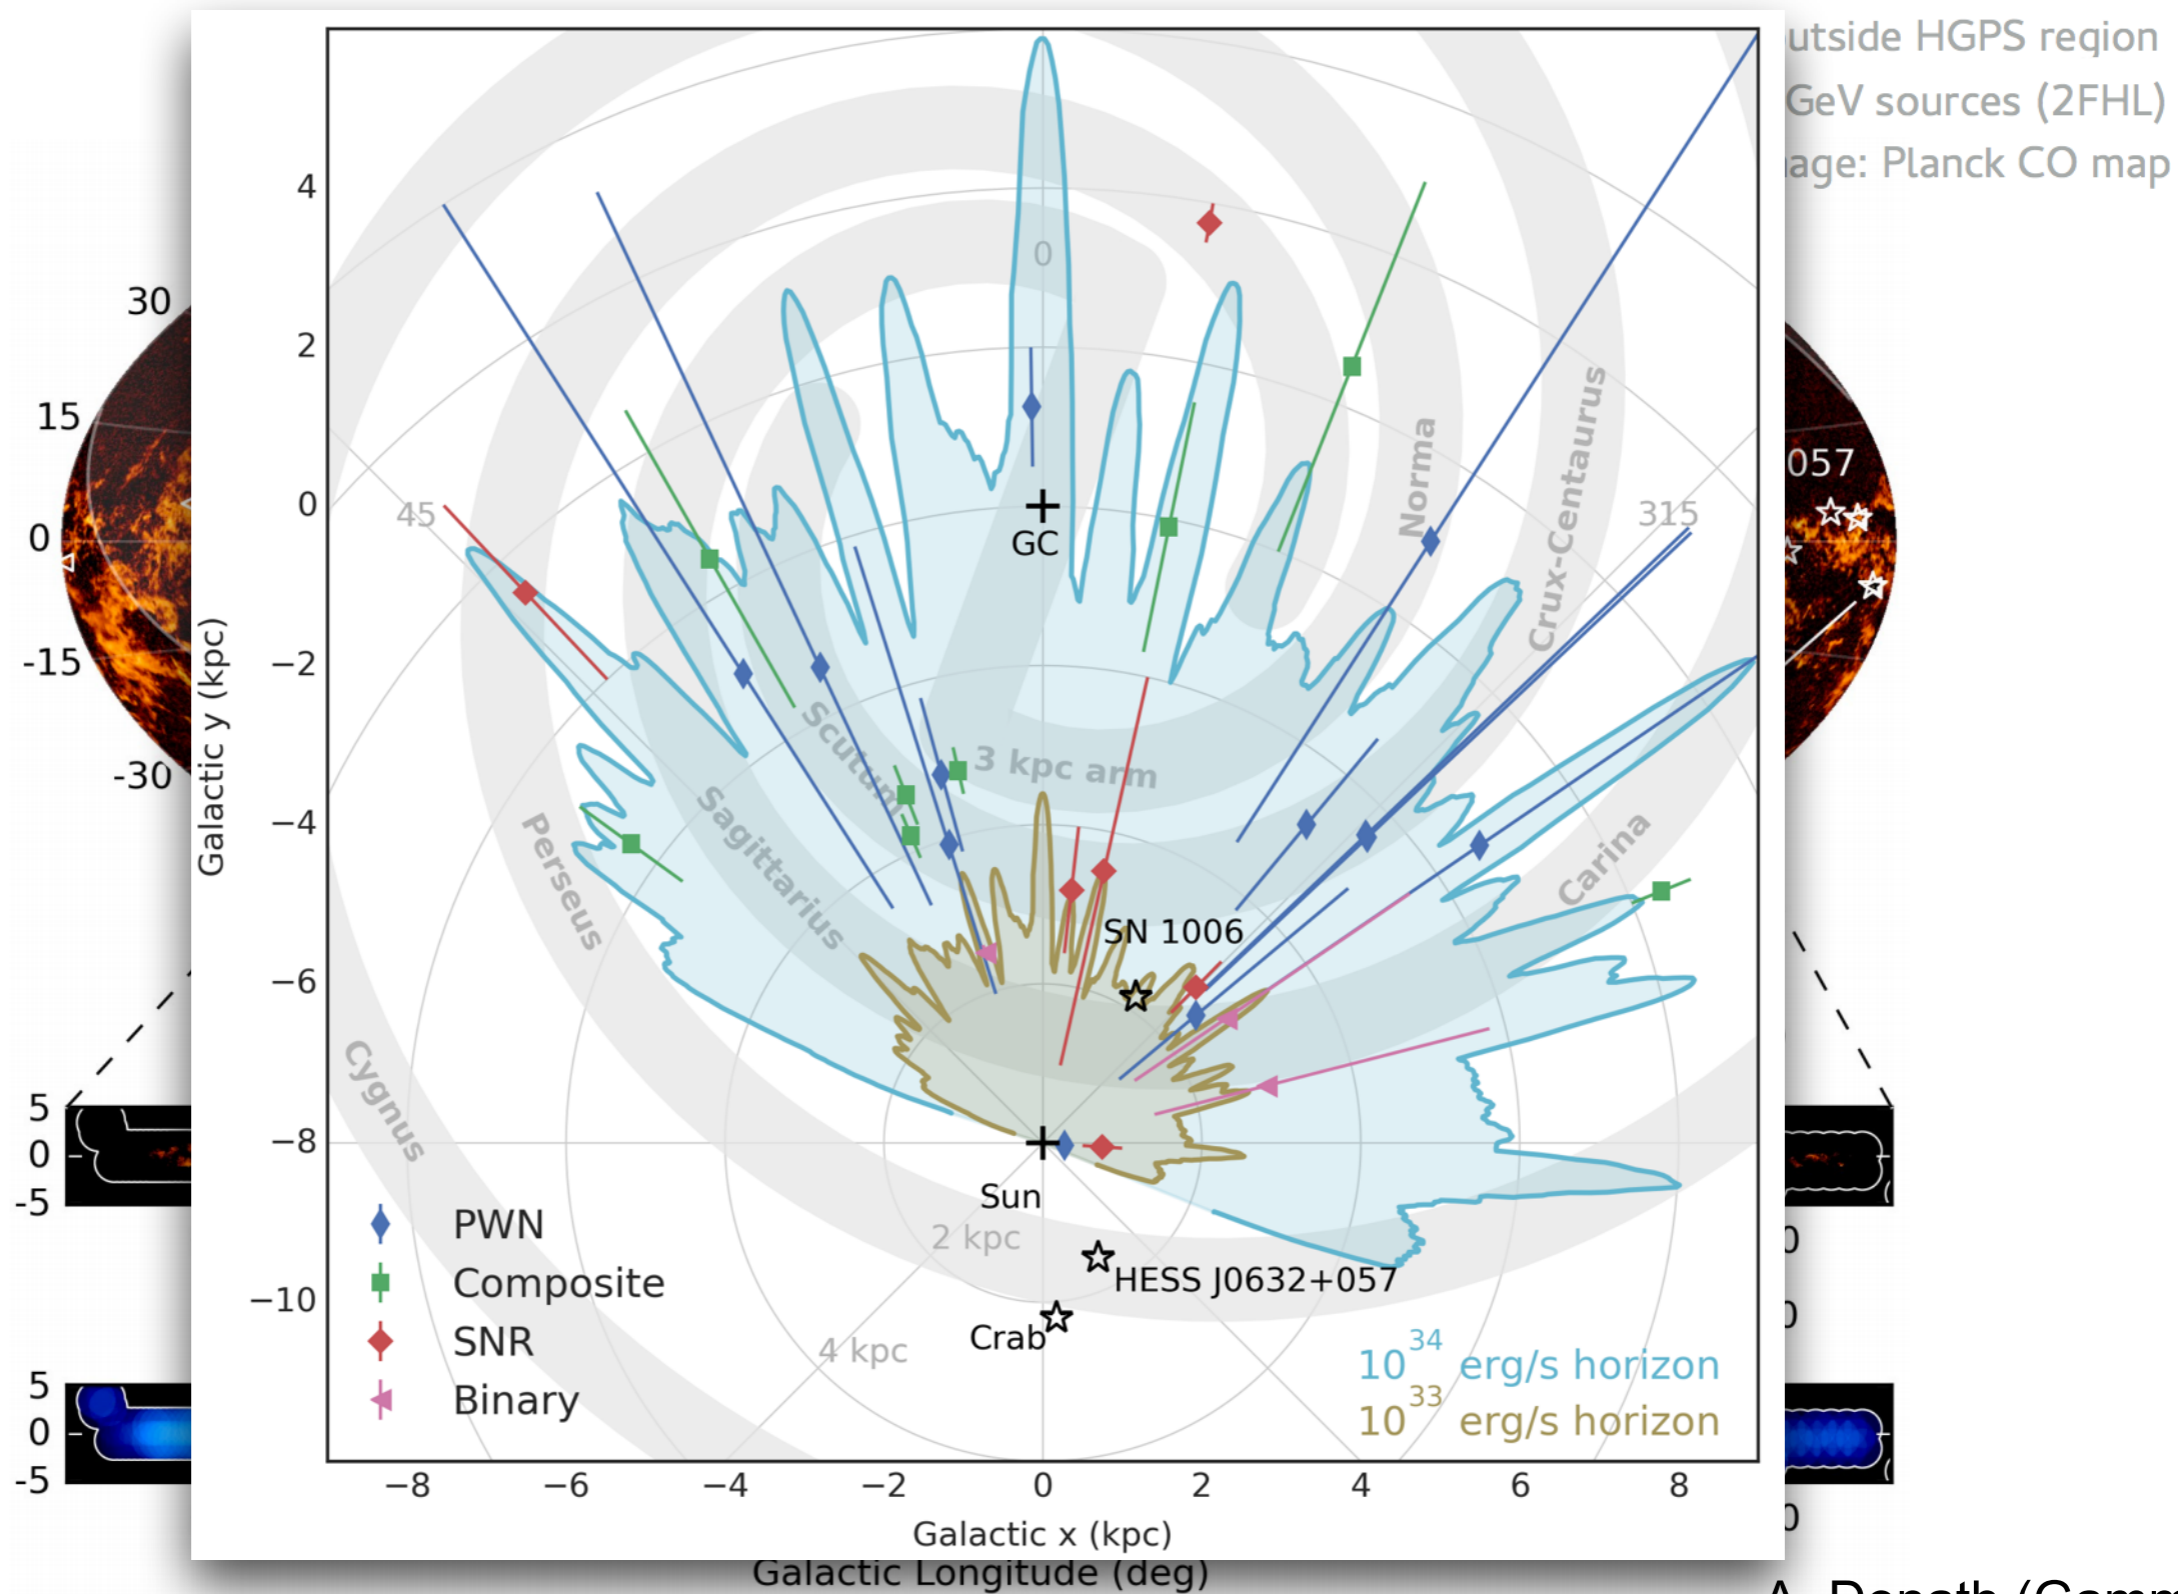 outside HGPS region
GeV sources (2FHL)
age: Planck CO map
30
15
0
-15
-30
057
4
2
0
−2
−4
−6
−8
−10
Galactic y (kpc)
0
45
315
GC
Norma
Crux-Centaurus
Scutum
3 kpc arm
Sagittarius
Perseus
Carina
Cygnus
SN 1006
Sun
2 kpc
HESS J0632+057
Crab
4 kpc
PWN
Composite
SNR
Binary
10^34 erg/s horizon
10^33 erg/s horizon
5
0
-5
5
0
-5
0
0
0
−8 −6 −4 −2 0 2 4 6 8
Galactic x (kpc)
Galactic Longitude (deg)